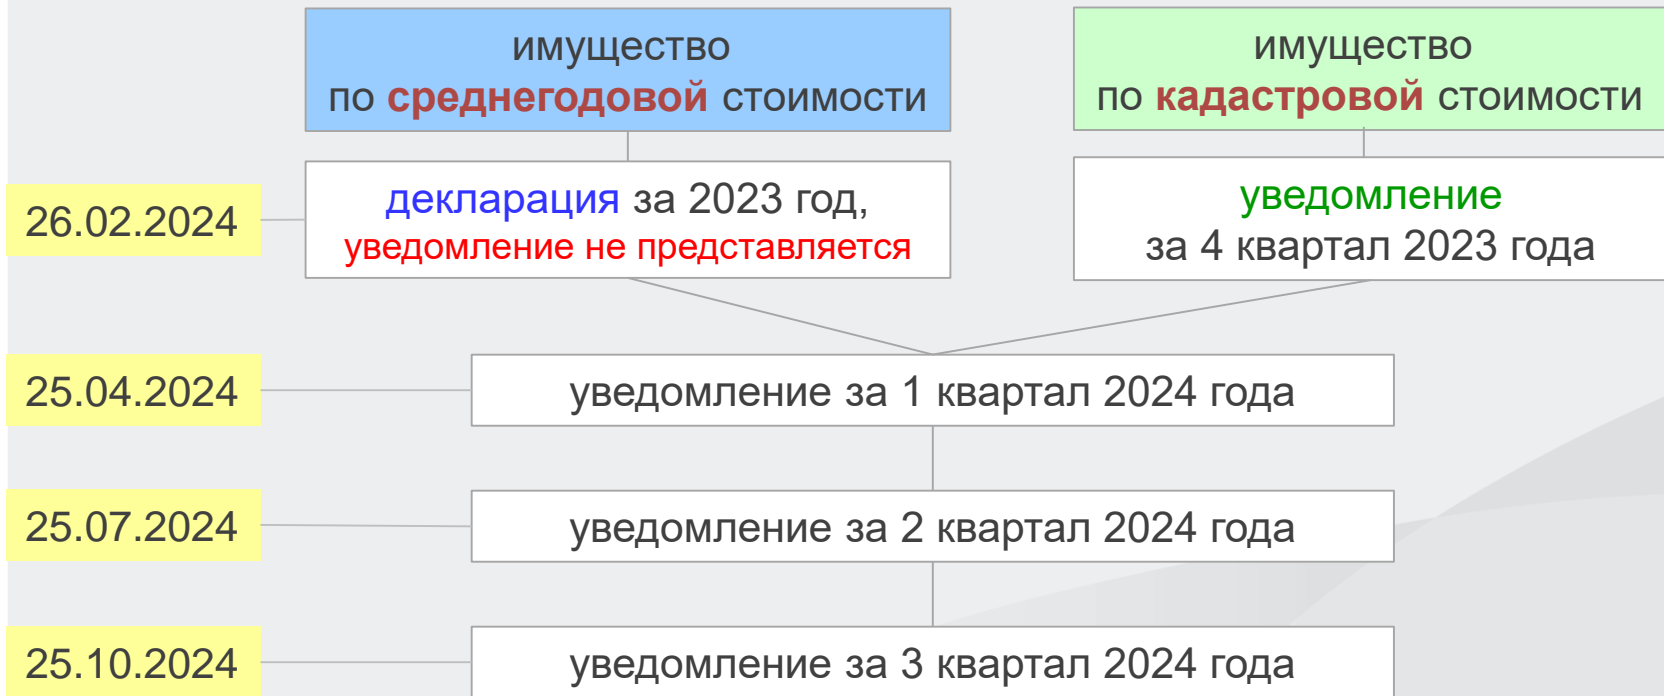 имущество
по среднегодовой стоимости
имущество
по кадастровой стоимости
26.02.2024
декларация за 2023 год,
уведомление не представляется
уведомление
за 4 квартал 2023 года
25.04.2024
уведомление за 1 квартал 2024 года
25.07.2024
уведомление за 2 квартал 2024 года
25.10.2024
уведомление за 3 квартал 2024 года